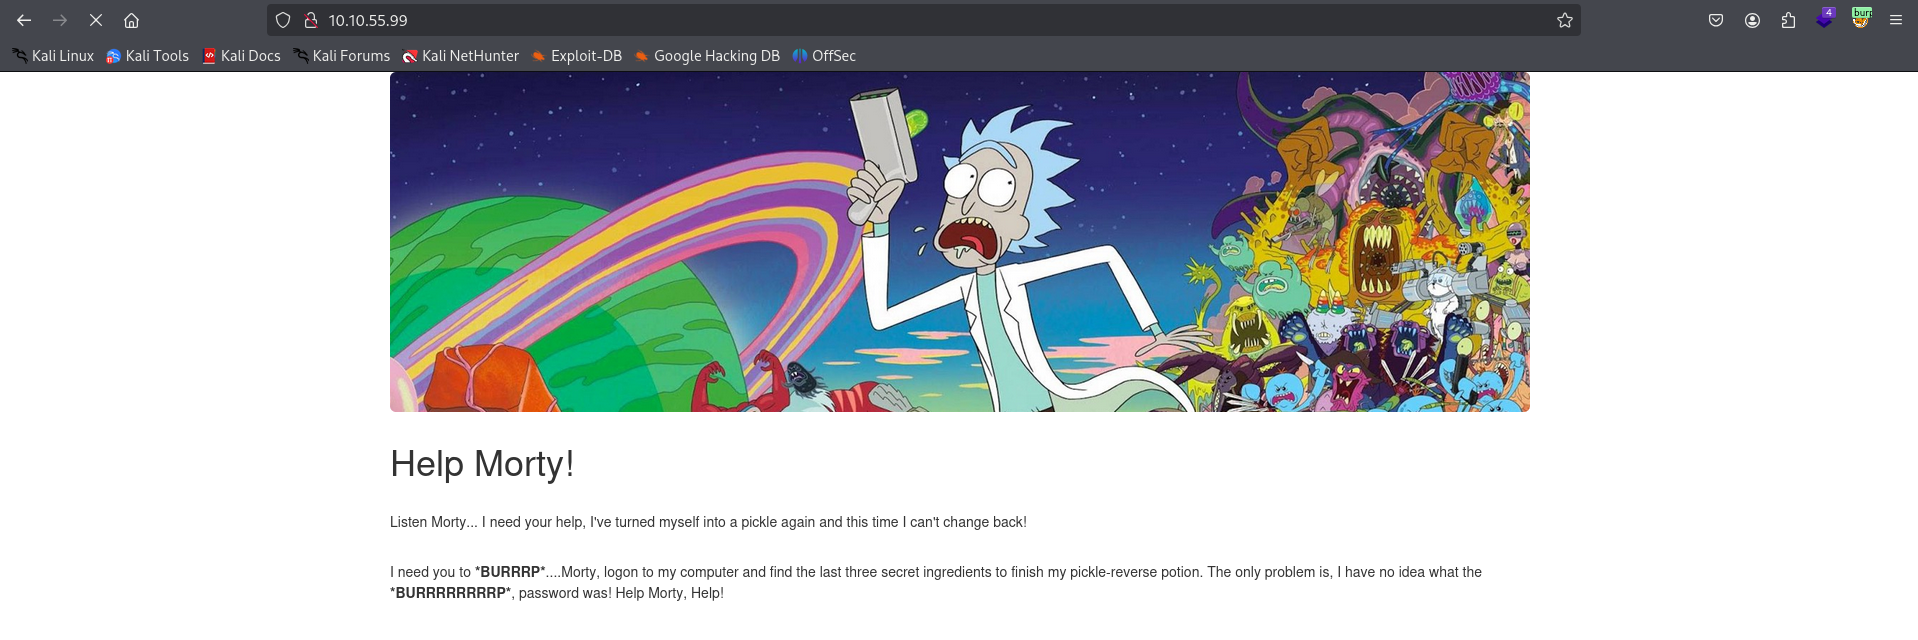 10.10.55.99
4
burp
Kali Linux Kali Tools Kali Docs Kali Forums Kali NetHunter Exploit-DB Google Hacking DB OffSec
Help Morty!
Listen Morty... I need your help, I've turned myself into a pickle again and this time I can't change back!
I need you to *BURRRP*....Morty, logon to my computer and find the last three secret ingredients to finish my pickle-reverse potion. The only problem is, I have no idea what the
*BURRRRRRRRP*, password was! Help Morty, Help!